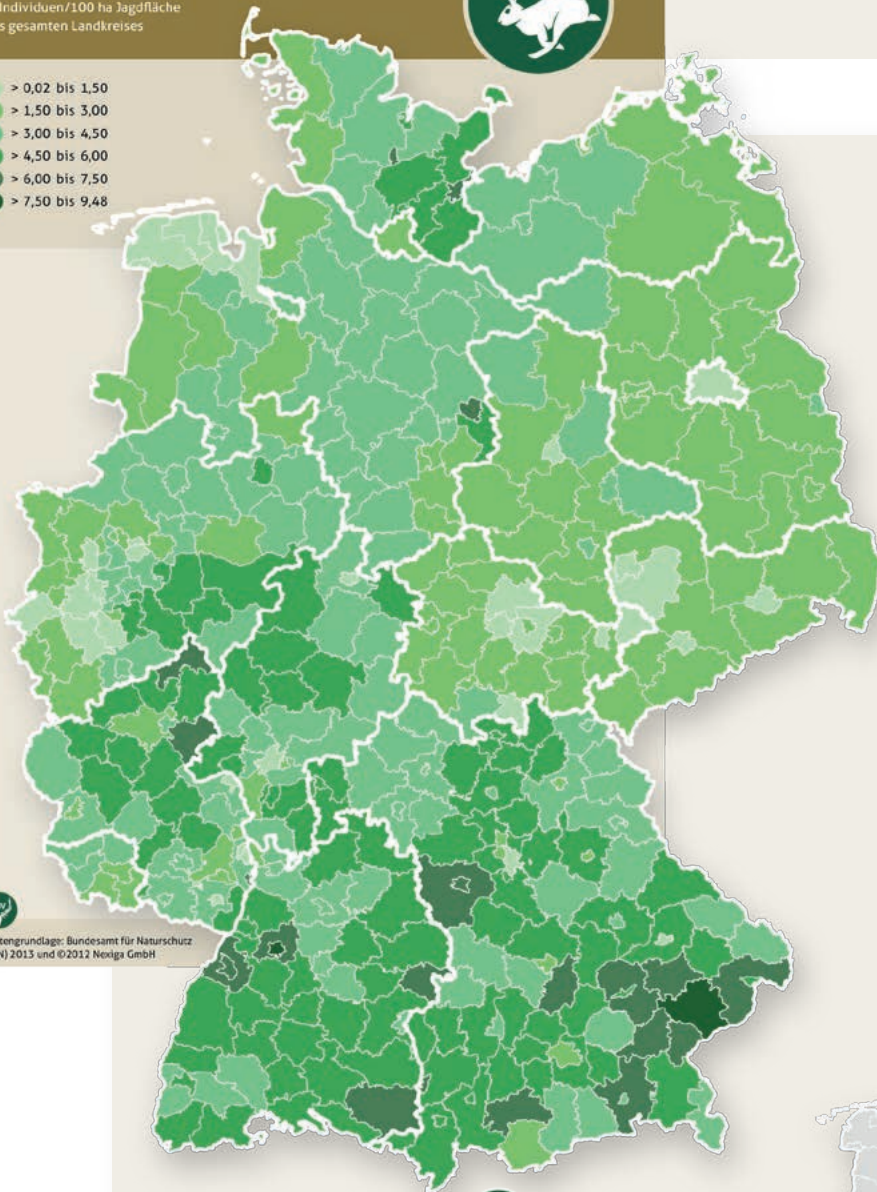 Individuen/100 ha Jagdfläche
s gesamten Landkreises
> 0,02 bis 1,50
> 1,50 bis 3,00
> 3,00 bis 4,50
> 4,50 bis 6,00
> 6,00 bis 7,50
> 7,50 bis 9,48
tengrundlage: Bundesamt für Naturschutz
N) 2013 und ©2012 Nexiga GmbH